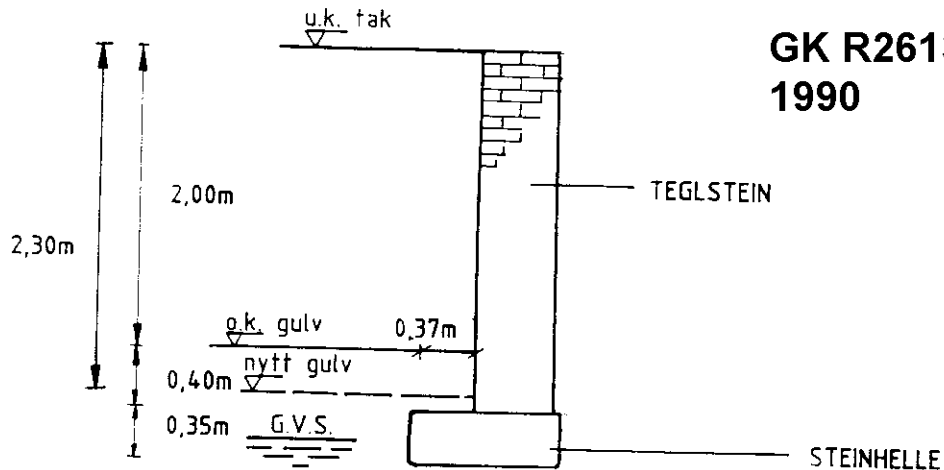 u.k. tak
GK R261
1990
2,00m
TEGLSTEIN
2,30m
o.k. gulv
0,37m
nytt gulv
0,40m
0,35m
G.V.S.
STEINHELLE